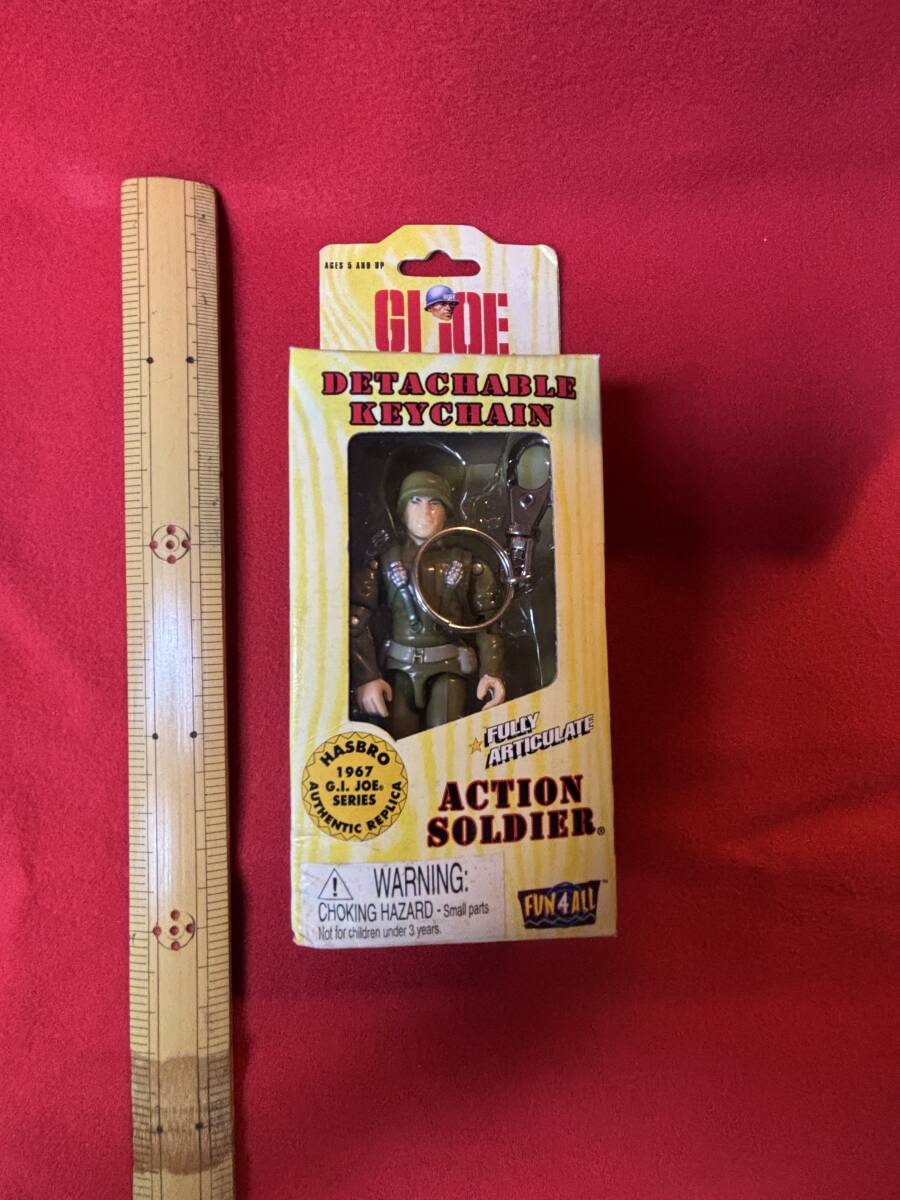 AGES 5 AND UP
GI JOE
DETACHABLE
KEYCHAIN
FULLY
ARTICULATE
HASBRO
1967
G.I. JOE®
SERIES
AUTHENTIC REPLICA
ACTION
SOLDIER®
WARNING:
CHOKING HAZARD - Small parts
Not for children under 3 years.
FUN4ALL™